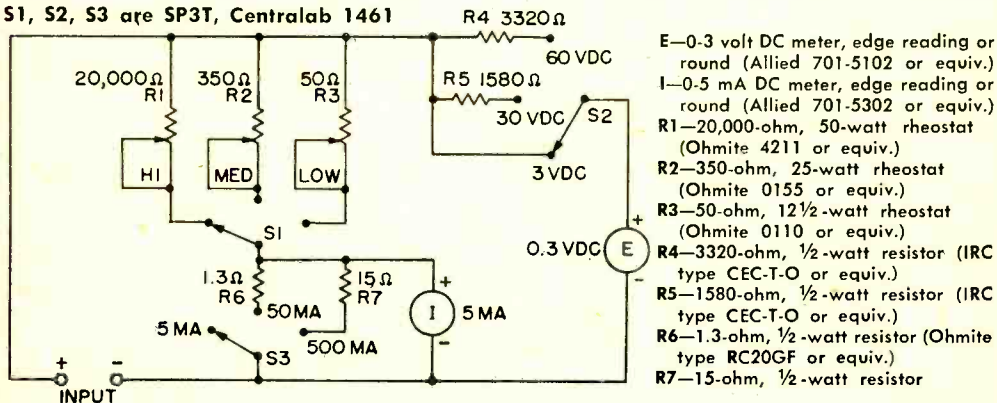 S1, S2, S3 are SP3T, Centralab 1461
R4 3320Ω
60 VDC
20,000Ω
R1
350Ω
R2
50Ω
R3
R5 1580Ω
30 VDC
S2
3 VDC
HI
MED
LOW
S1
0.3 VDC
E
+
-
1.3Ω
R6
15Ω
R7
50 MA
5 MA
500 MA
S3
+
I
-
5 MA
+
-
INPUT
E—0-3 volt DC meter, edge reading or
round (Allied 701-5102 or equiv.)
I—0-5 mA DC meter, edge reading or
round (Allied 701-5302 or equiv.)
R1—20,000-ohm, 50-watt rheostat
(Ohmite 4211 or equiv.)
R2—350-ohm, 25-watt rheostat
(Ohmite 0155 or equiv.)
R3—50-ohm, 12½-watt rheostat
(Ohmite 0110 or equiv.)
R4—3320-ohm, ½-watt resistor (IRC
type CEC-T-O or equiv.)
R5—1580-ohm, ½-watt resistor (IRC
type CEC-T-O or equiv.)
R6—1.3-ohm, ½-watt resistor (Ohmite
type RC20GF or equiv.)
R7—15-ohm, ½-watt resistor